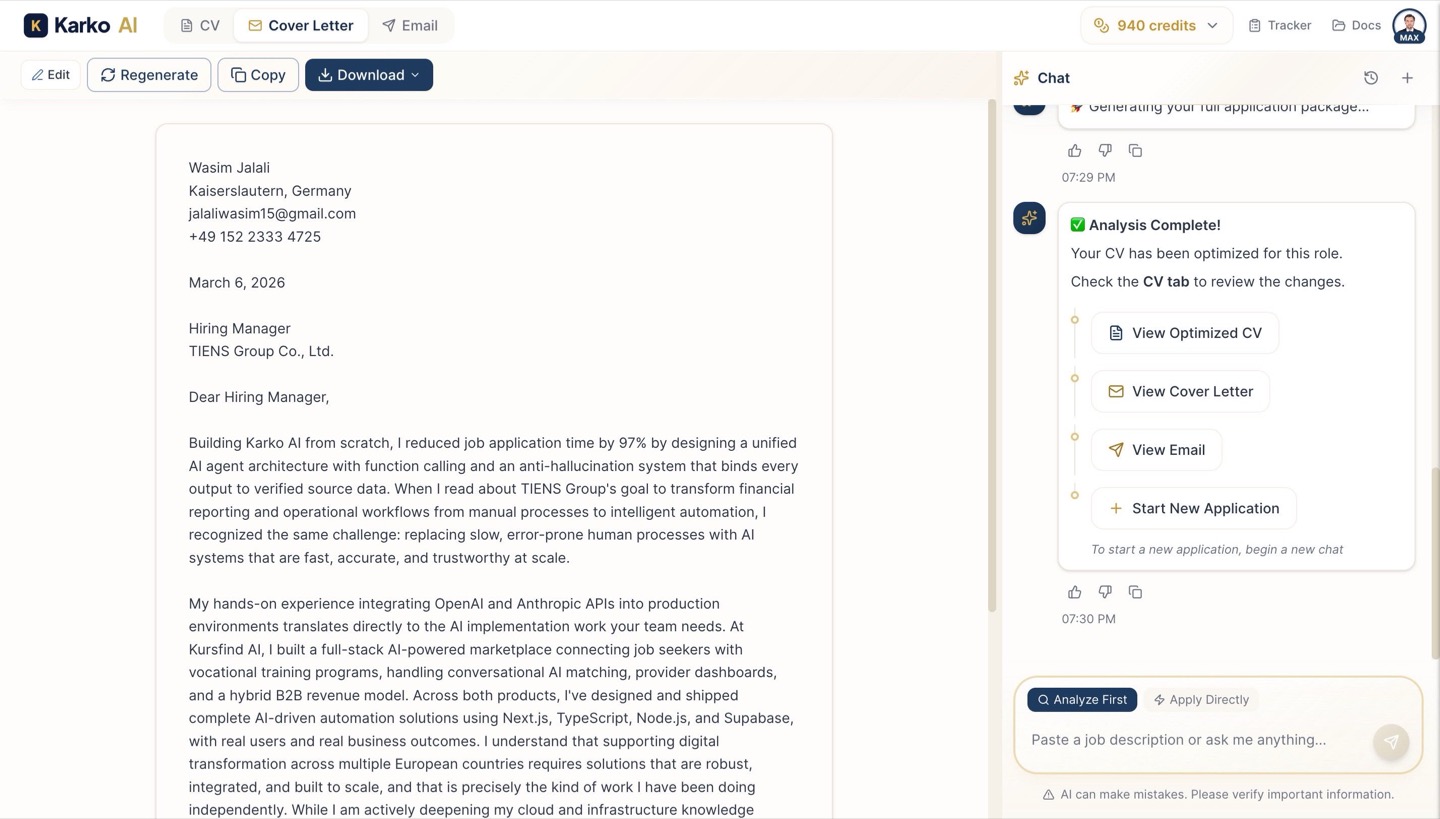 K Karko AI
CV
Cover Letter
Email
940 credits
Tracker
Docs
MAX
Edit
Regenerate
Copy
Download
Wasim Jalali
Kaiserslautern, Germany
jalaliwasim15@gmail.com
+49 152 2333 4725
March 6, 2026
Hiring Manager
TIENS Group Co., Ltd.
Dear Hiring Manager,
Building Karko AI from scratch, I reduced job application time by 97% by designing a unified
AI agent architecture with function calling and an anti-hallucination system that binds every
output to verified source data. When I read about TIENS Group's goal to transform financial
reporting and operational workflows from manual processes to intelligent automation, I
recognized the same challenge: replacing slow, error-prone human processes with AI
systems that are fast, accurate, and trustworthy at scale.
My hands-on experience integrating OpenAI and Anthropic APIs into production
environments translates directly to the AI implementation work your team needs. At
Kursfind AI, I built a full-stack AI-powered marketplace connecting job seekers with
vocational training programs, handling conversational AI matching, provider dashboards,
and a hybrid B2B revenue model. Across both products, I've designed and shipped
complete AI-driven automation solutions using Next.js, TypeScript, Node.js, and Supabase,
with real users and real business outcomes. I understand that supporting digital
transformation across multiple European countries requires solutions that are robust,
integrated, and built to scale, and that is precisely the kind of work I have been doing
independently. While I am actively deepening my cloud and infrastructure knowledge
Chat
🚀 Generating your full application package...
07:29 PM
✅ Analysis Complete!
Your CV has been optimized for this role.
Check the CV tab to review the changes.
View Optimized CV
View Cover Letter
View Email
Start New Application
To start a new application, begin a new chat
07:30 PM
Analyze First
Apply Directly
Paste a job description or ask me anything...
AI can make mistakes. Please verify important information.